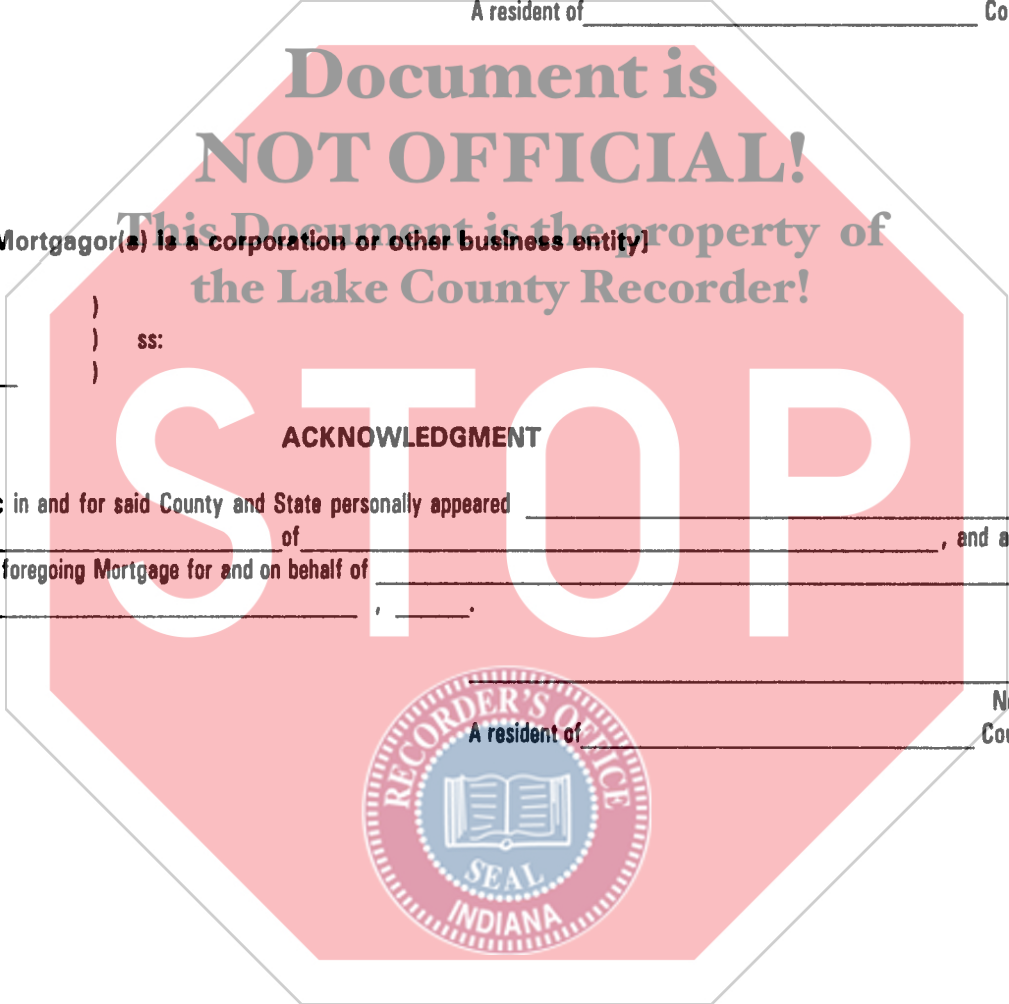 A resident of Co
Document is
NOT OFFICIAL!
This Document is the property of
Mortgagor(s) is a corporation or other business entity]
the Lake County Recorder!
)
) ss:
)
STOP
ACKNOWLEDGMENT
in and for said County and State personally appeared
of , and a
foregoing Mortgage for and on behalf of
, .
RECORDER'S OFFICE
A resident of Cou
SEAL
INDIANA